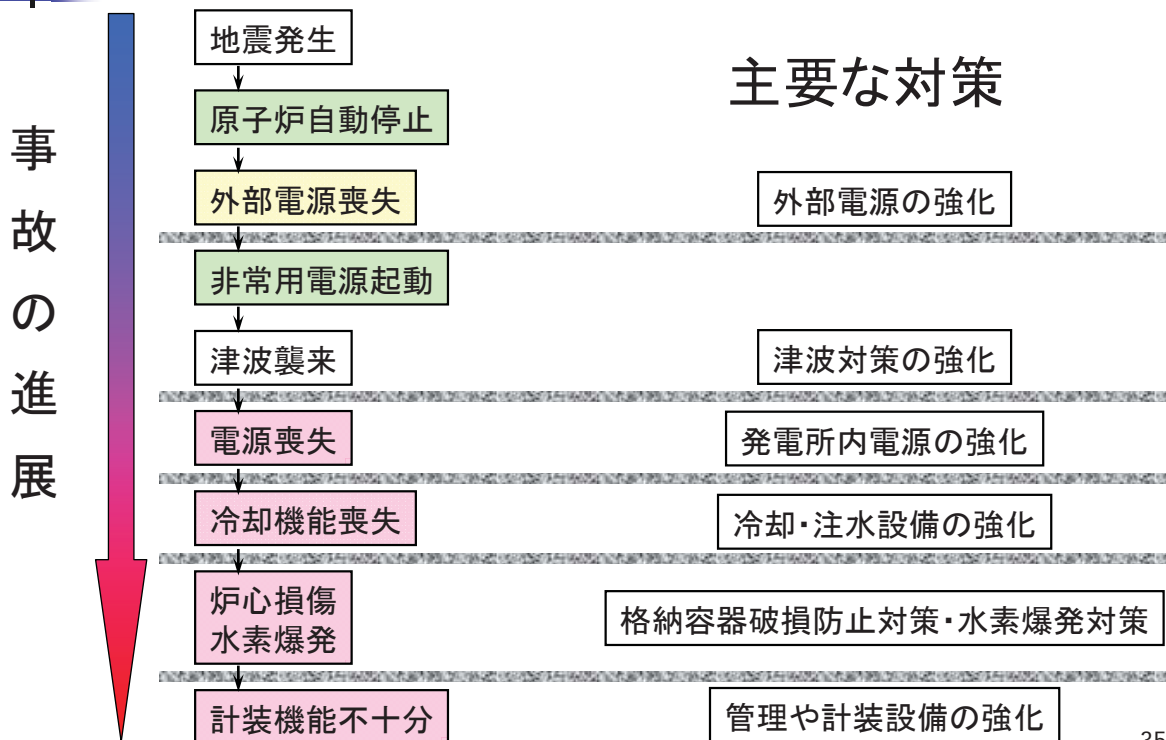 事故の進展
主要な対策
地震発生
原子炉自動停止
外部電源喪失
外部電源の強化
非常用電源起動
津波襲来
津波対策の強化
電源喪失
発電所内電源の強化
冷却機能喪失
冷却・注水設備の強化
炉心損傷
水素爆発
格納容器破損防止対策・水素爆発対策
計装機能不十分
管理や計装設備の強化
25